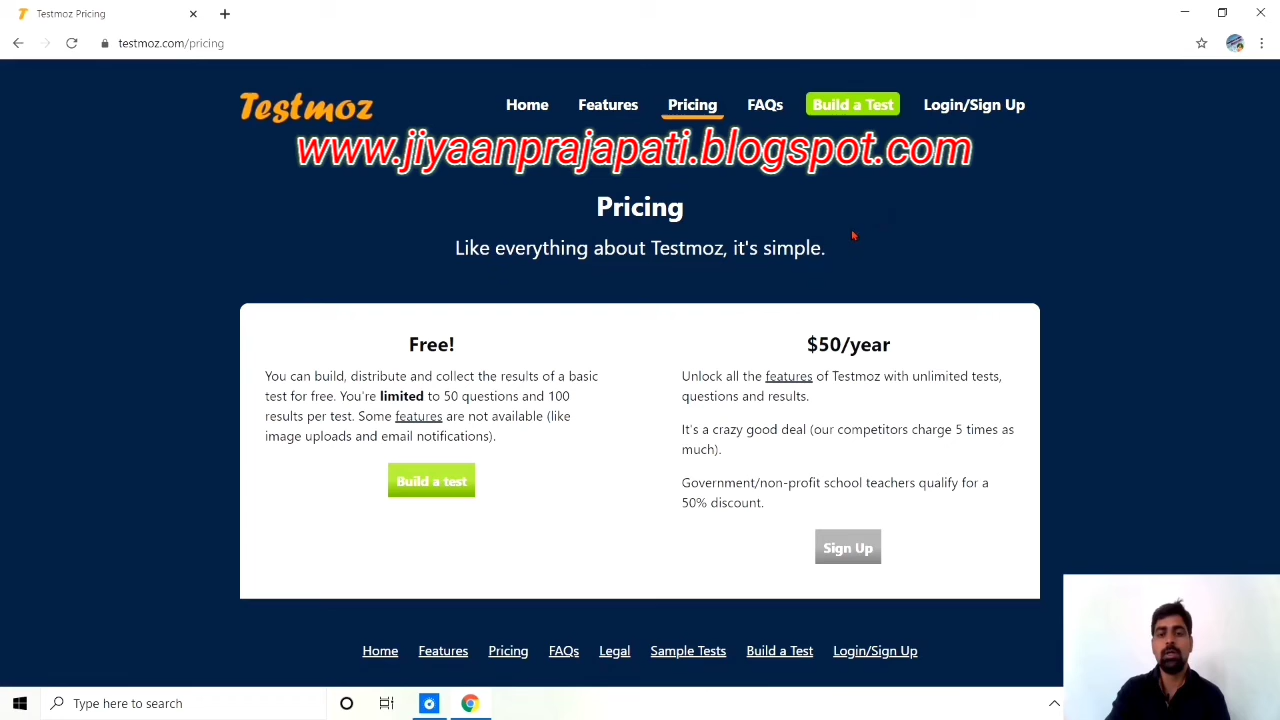 Testmoz Pricing
testmoz.com/pricing
Testmoz
Home Features Pricing FAQs Build a Test Login/Sign Up
www.jiyaanprajapati.blogspot.com
Pricing
Like everything about Testmoz, it's simple.
Free!
You can build, distribute and collect the results of a basic
test for free. You're limited to 50 questions and 100
results per test. Some features are not available (like
image uploads and email notifications).
Build a test
$50/year
Unlock all the features of Testmoz with unlimited tests,
questions and results.
It's a crazy good deal (our competitors charge 5 times as
much).
Government/non-profit school teachers qualify for a
50% discount.
Sign Up
Home Features Pricing FAQs Legal Sample Tests Build a Test Login/Sign Up
Type here to search